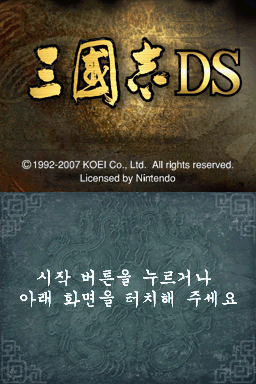 三國志DS
©1992-2007 KOEI Co., Ltd. All rights reserved.
Licensed by Nintendo
시작 버튼을 누르거나
아래 화면을 터치해 주세요